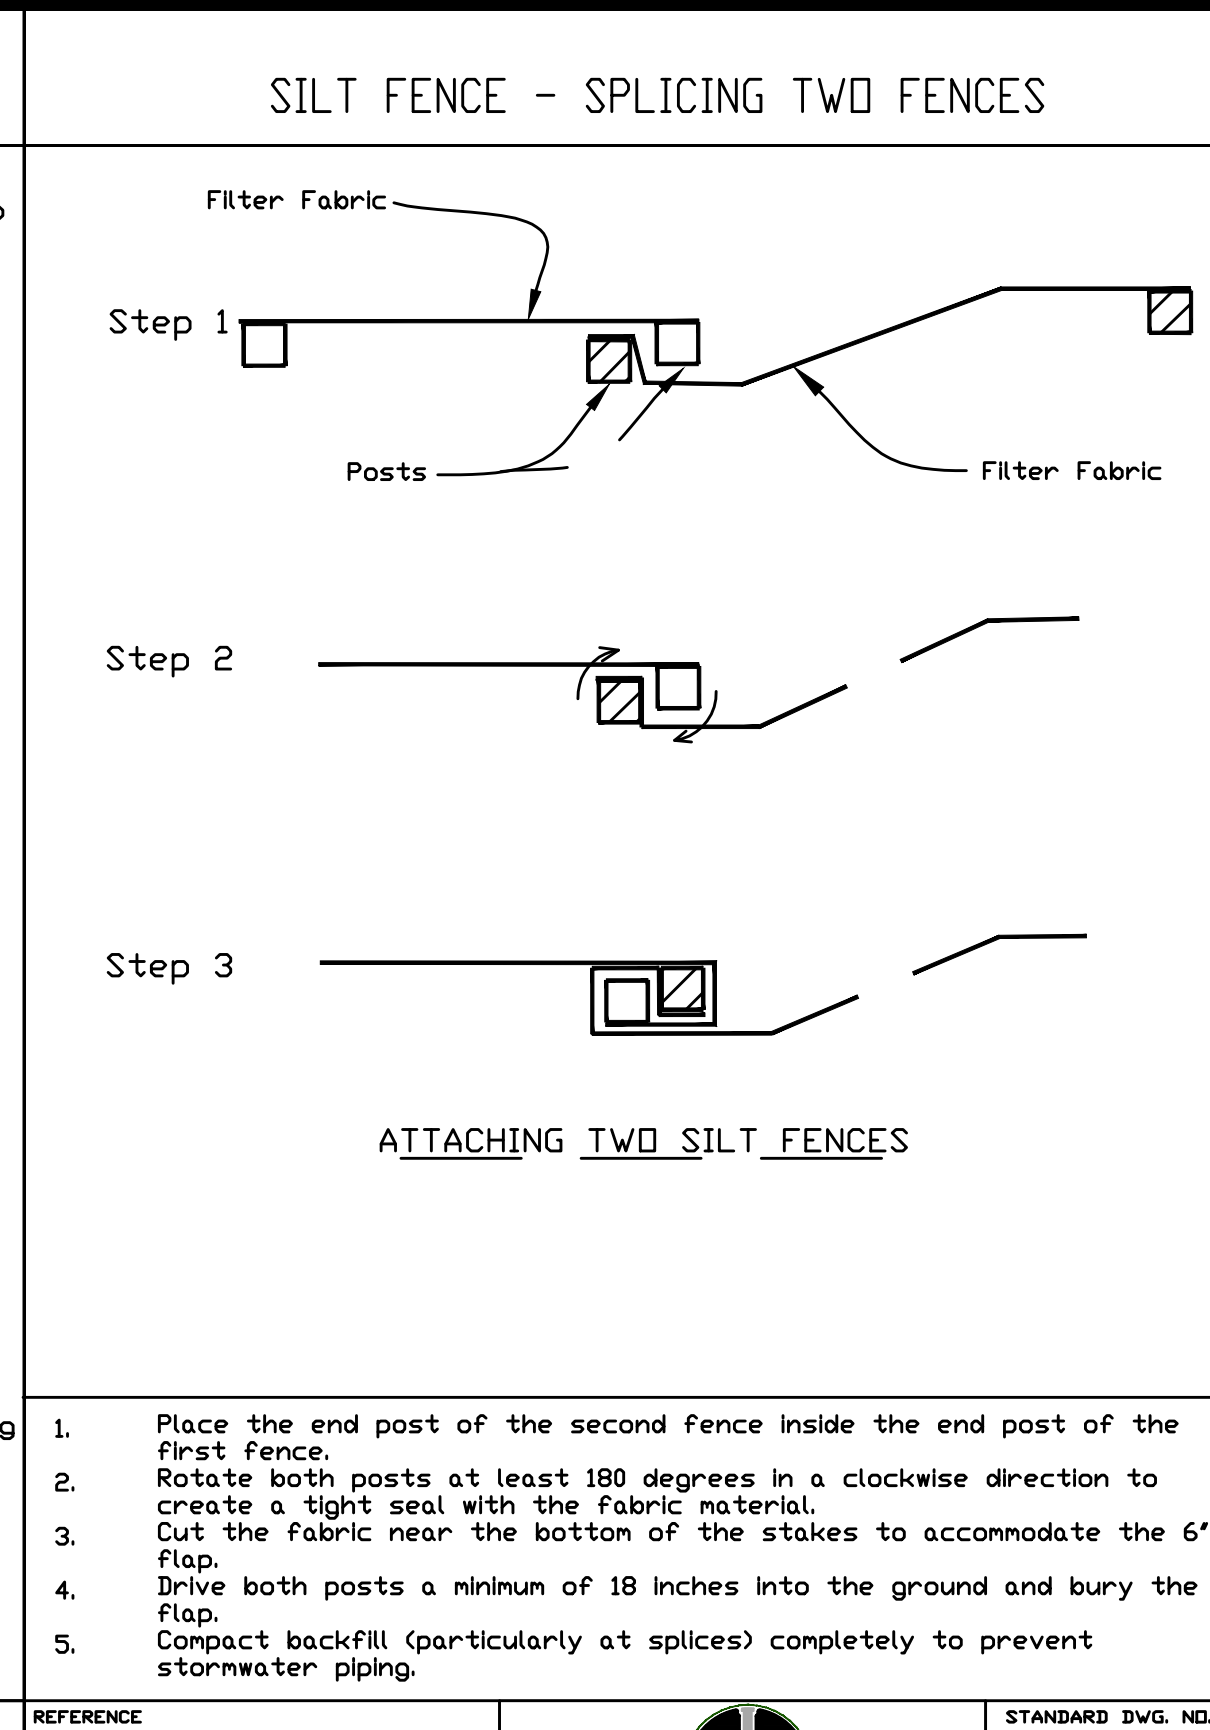 SILT FENCE - SPLICING TWO FENCES
Filter Fabric
Step 1
Posts
Filter Fabric
Step 2
Step 3
ATTACHING TWO SILT FENCES
1. Place the end post of the second fence inside the end post of the
first fence.
2. Rotate both posts at least 180 degrees in a clockwise direction to
create a tight seal with the fabric material.
3. Cut the fabric near the bottom of the stakes to accommodate the 6"
flap.
4. Drive both posts a minimum of 18 inches into the ground and bury the
flap.
5. Compact backfill (particularly at splices) completely to prevent
stormwater piping.
REFERENCE
STANDARD DWG. NO.